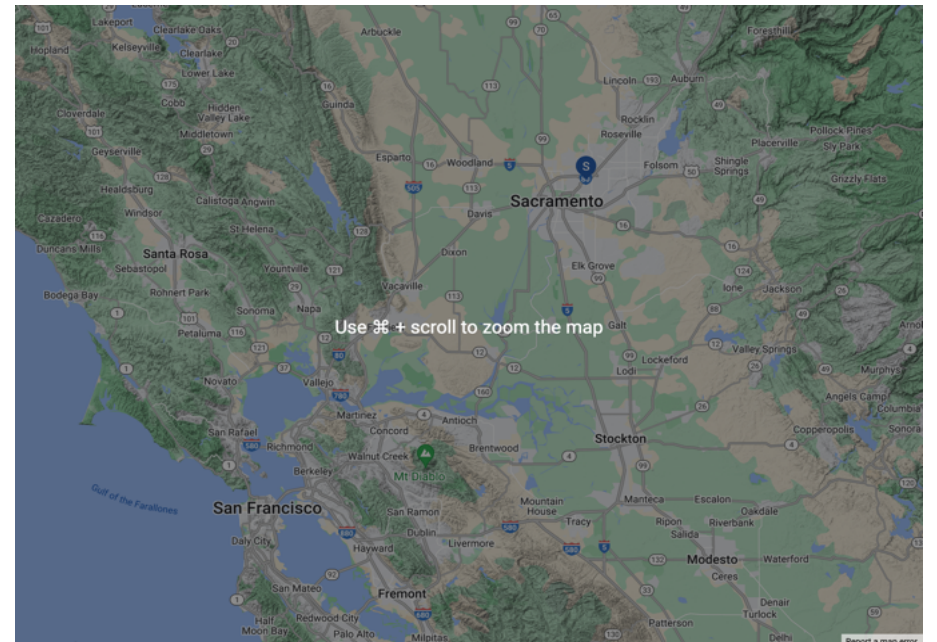 Lakeport
Clearlake Oaks
Arbuckle
Foresthill
Hopland
Kelseyville
Clearlake
Lower Lake
Lincoln
Auburn
Cobb
Hidden
Valley Lake
Guinda
Cloverdale
Rocklin
Middletown
Roseville
Pollock Pines
Placerville
Sly Park
Geyserville
Esparto
Woodland
Folsom
Shingle
Springs
Grizzly Flats
Healdsburg
Calistoga
Angwin
Sacramento
Windsor
Davis
Cazadero
St Helena
Duncans Mills
Santa Rosa
Dixon
Sebastopol
Yountville
Elk Grove
Rohnert Park
Vacaville
Ione
Jackson
Bodega Bay
Sonoma
Napa
Use ⌘ + scroll to zoom the map
Galt
Petaluma
Valley Springs
Lockeford
Murphys
Lodi
Novato
Vallejo
Angels Camp
Columbia
Martinez
Antioch
Copperopolis
Sonora
San Rafael
Concord
Stockton
Richmond
Walnut Creek
Brentwood
Berkeley
Mt Diablo
Gulf of the Farallones
San Francisco
San Ramon
Mountain
House
Manteca
Escalon
Oakdale
Tracy
Ripon
Riverbank
Salida
Daly City
Dublin
Livermore
Hayward
Modesto
Waterford
Ceres
San Mateo
Fremont
Denair
Turlock
Half
Moon Bay
Redwood City
Patterson
Palo Alto
Milpitas
Delhi
Report a map error